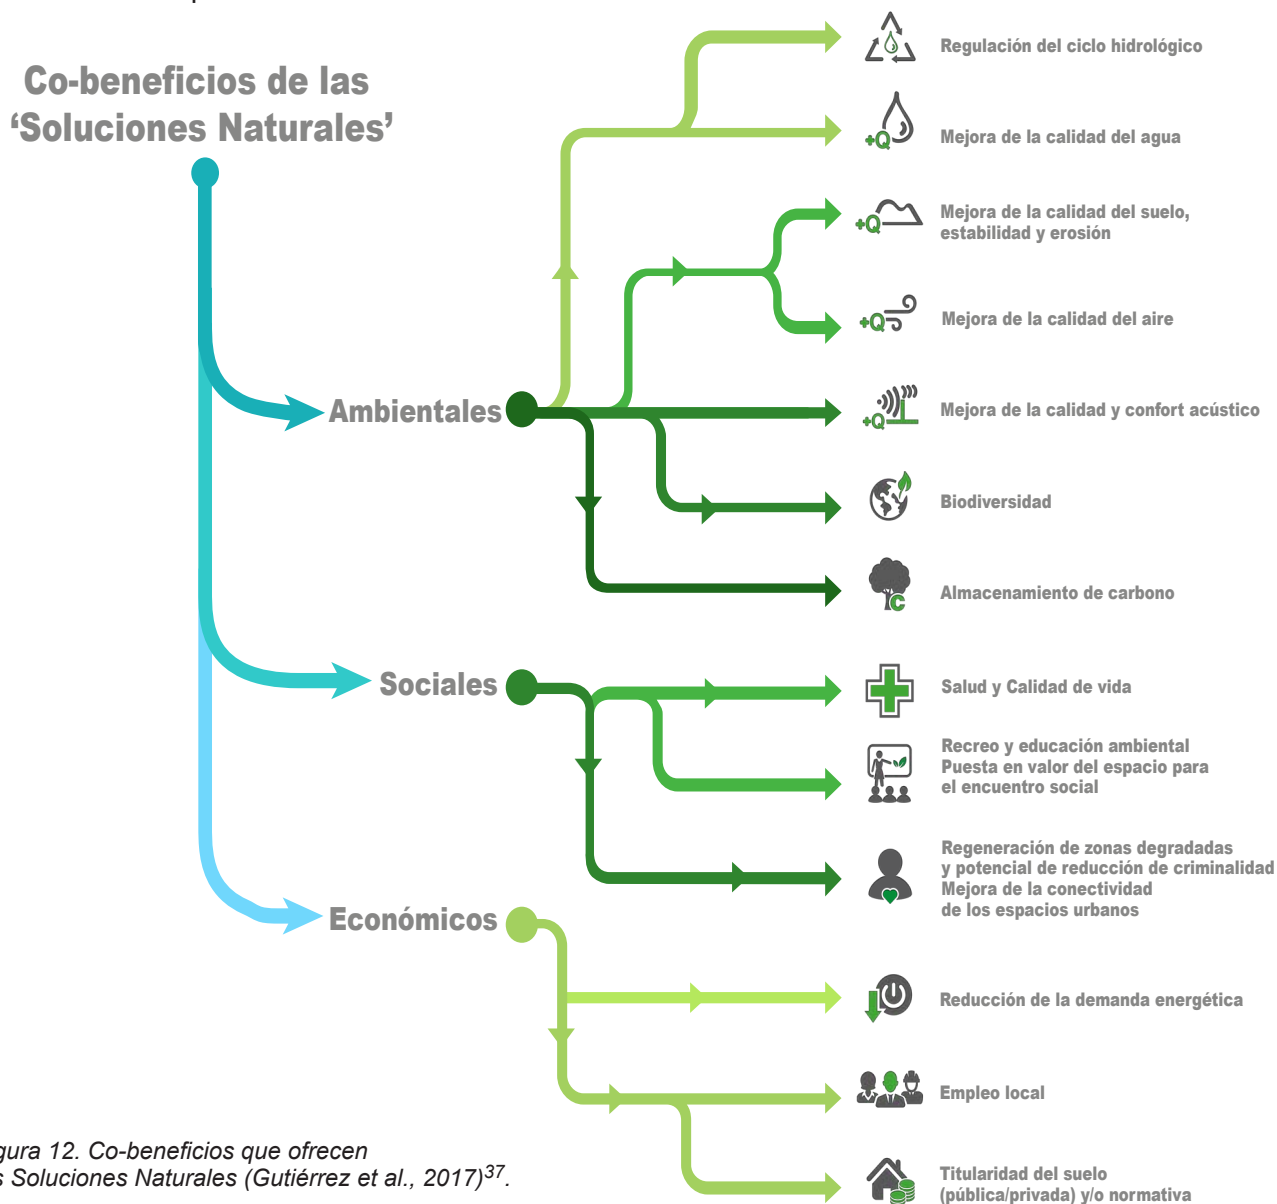 Co-beneficios de las
‘Soluciones Naturales’
Regulación del ciclo hidrológico
+Q
Mejora de la calidad del agua
+Q
Mejora de la calidad del suelo,
estabilidad y erosión
+Q
Mejora de la calidad del aire
Ambientales
+Q
Mejora de la calidad y confort acústico
Biodiversidad
C
Almacenamiento de carbono
Sociales
Salud y Calidad de vida
Recreo y educación ambiental
Puesta en valor del espacio para
el encuentro social
Regeneración de zonas degradadas
y potencial de reducción de criminalidad
Mejora de la conectividad
de los espacios urbanos
Económicos
Reducción de la demanda energética
Empleo local
Titularidad del suelo
(pública/privada) y/o normativa
gura 12. Co-beneficios que ofrecen
s Soluciones Naturales (Gutiérrez et al., 2017)37.